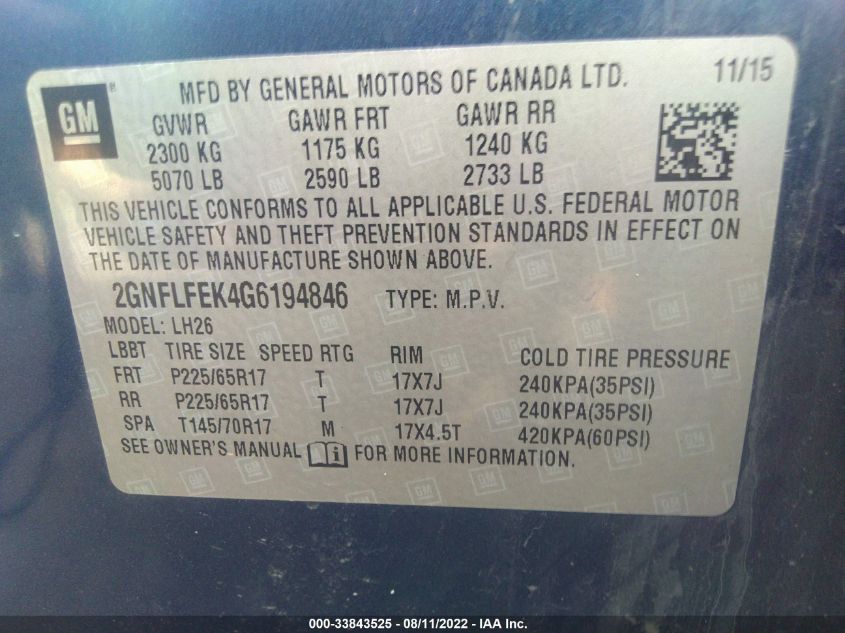 GM ® MFD BY GENERAL MOTORS OF CANADA LTD. 11/15
GVWR GAWR FRT GAWR RR
2300 KG 1175 KG 1240 KG
5070 LB 2590 LB 2733 LB
THIS VEHICLE CONFORMS TO ALL APPLICABLE U.S. FEDERAL MOTOR
VEHICLE SAFETY AND THEFT PREVENTION STANDARDS IN EFFECT ON
THE DATE OF MANUFACTURE SHOWN ABOVE.
2GNFLFEK4G6194846 TYPE: M.P.V.
MODEL: LH26
LBBT TIRE SIZE SPEED RTG RIM COLD TIRE PRESSURE
FRT P225/65R17 T 17X7J 240KPA(35PSI)
RR P225/65R17 T 17X7J 240KPA(35PSI)
SPA T145/70R17 M 17X4.5T 420KPA(60PSI)
SEE OWNER'S MANUAL FOR MORE INFORMATION.
000-33843525 - 08/11/2022 - IAA Inc.